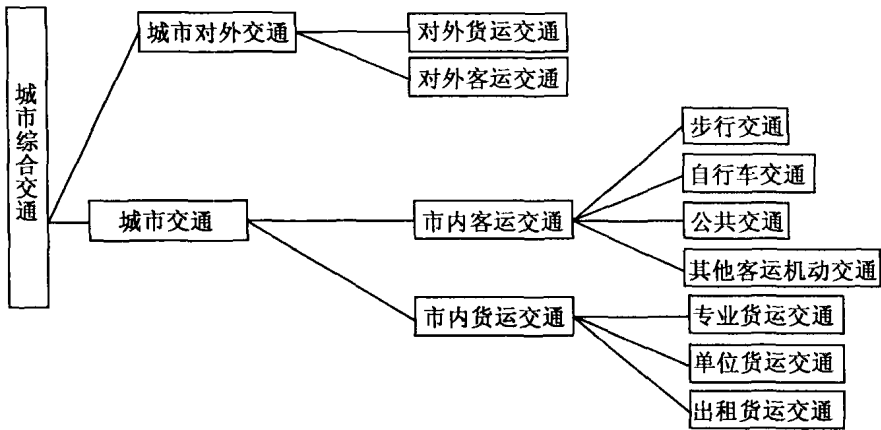 城市综合交通
城市对外交通
对外货运交通
对外客运交通
城市交通
市内客运交通
步行交通
自行车交通
公共交通
其他客运机动交通
市内货运交通
专业货运交通
单位货运交通
出租货运交通